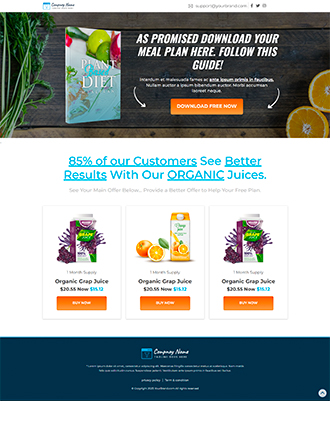 Company Name
support@yourbrand.com
AS PROMISED DOWNLOAD YOUR
MEAL PLAN HERE. FOLLOW THIS
GUIDE!
PLANT
DIET
Interdum et malesuada fames ac ante ipsum primis in faucibus.
Nullam auctor a ipsum bibendum auctor. Morbi accumsan
laoreet neque.
DOWNLOAD FREE NOW
85% of our Customers See Better
Results With Our ORGANIC Juices.
See Your Main Offer Below... Provide a Better Offer to Help Your Free Plan.
1 Month Supply
Organic Grap Juice
$20.55 Now $15.12
BUY NOW
1 Month Supply
Organic Grap Juice
$20.55 Now $15.12
BUY NOW
1 Month Supply
Organic Grap Juice
$20.55 Now $15.12
BUY NOW
Company Name
TAGLINE GOES HERE
privacy policy | Term & condition